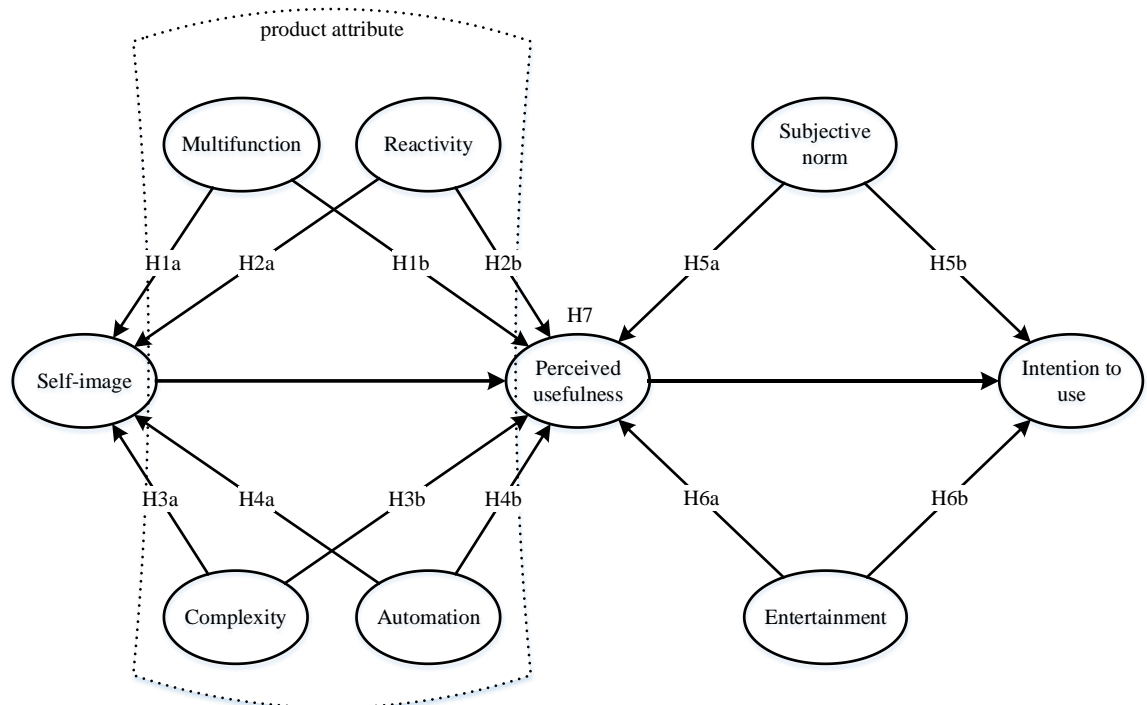 product attribute
Multifunction
Reactivity
Subjective
norm
H1a
H2a
H1b
H2b
H5a
H5b
H7
Self-image
Perceived
usefulness
Intention to
use
H3a
H4a
H3b
H4b
H6a
H6b
Complexity
Automation
Entertainment